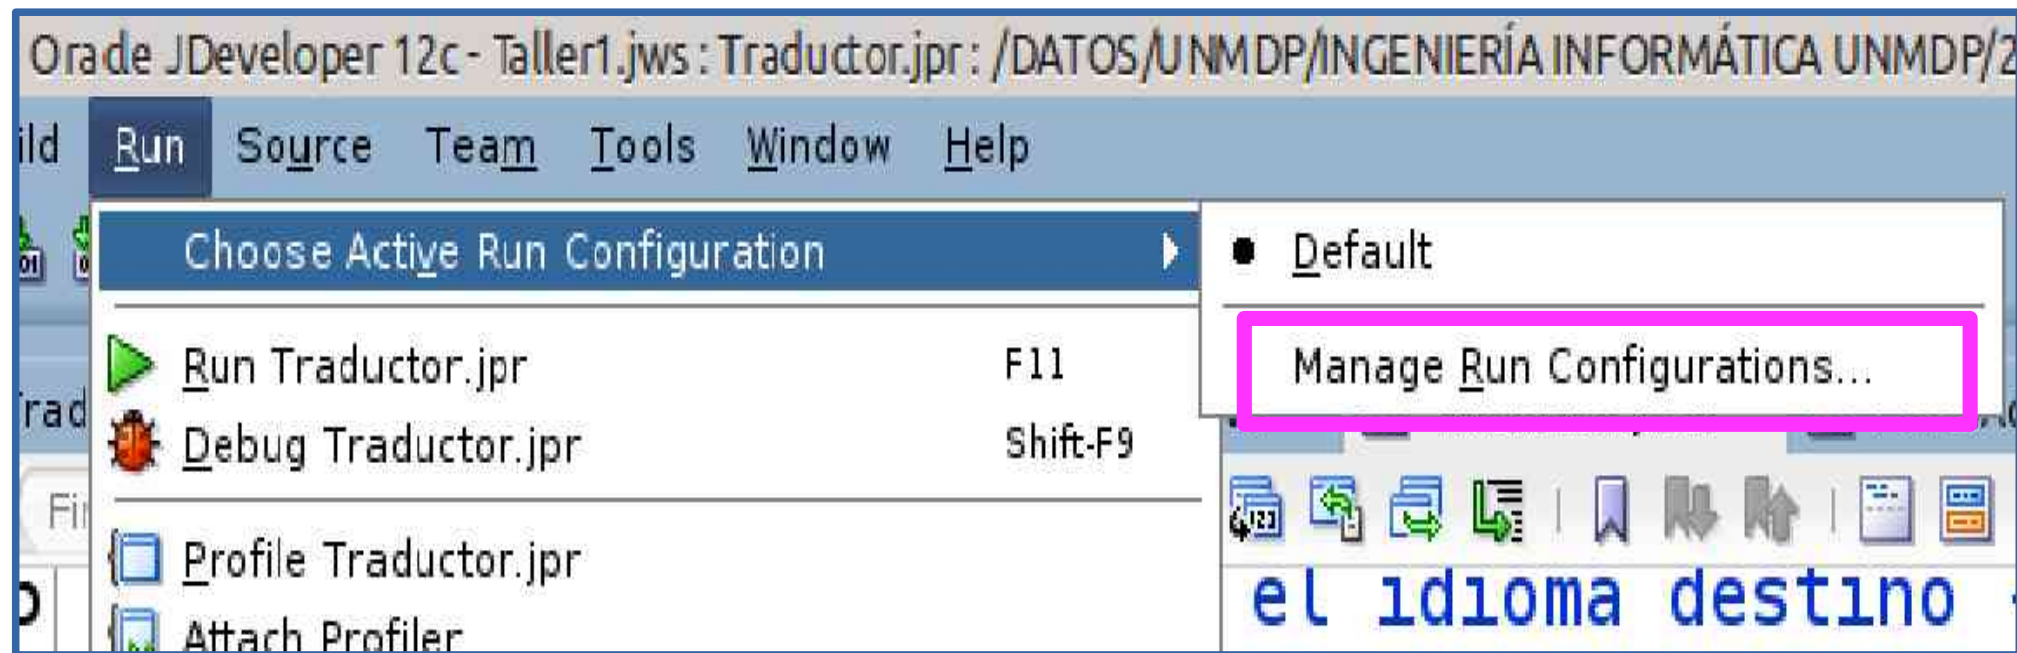 Oracle JDeveloper 12c - Taller1.jws : Traductor.jpr : /DATOS/UNMDP/INGENIERÍA INFORMÁTICA UNMDP/2
ild Run Source Team Tools Window Help
Choose Active Run Configuration
Default
Manage Run Configurations...
Run Traductor.jpr F11
Debug Traductor.jpr Shift-F9
Profile Traductor.jpr
Attach Profiler
rad
Fin
el idioma destino